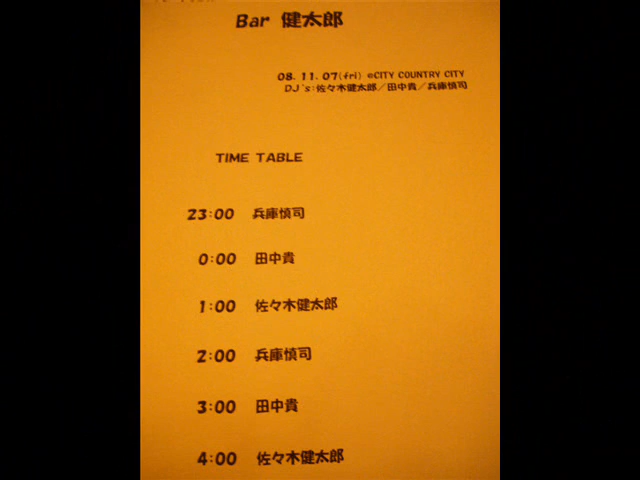 Bar 健太郎
08. 11. 07(fri) @CITY COUNTRY CITY
DJ's:佐々木健太郎／田中貴／兵庫慎司
TIME TABLE
23:00 兵庫慎司
0:00 田中貴
1:00 佐々木健太郎
2:00 兵庫慎司
3:00 田中貴
4:00 佐々木健太郎